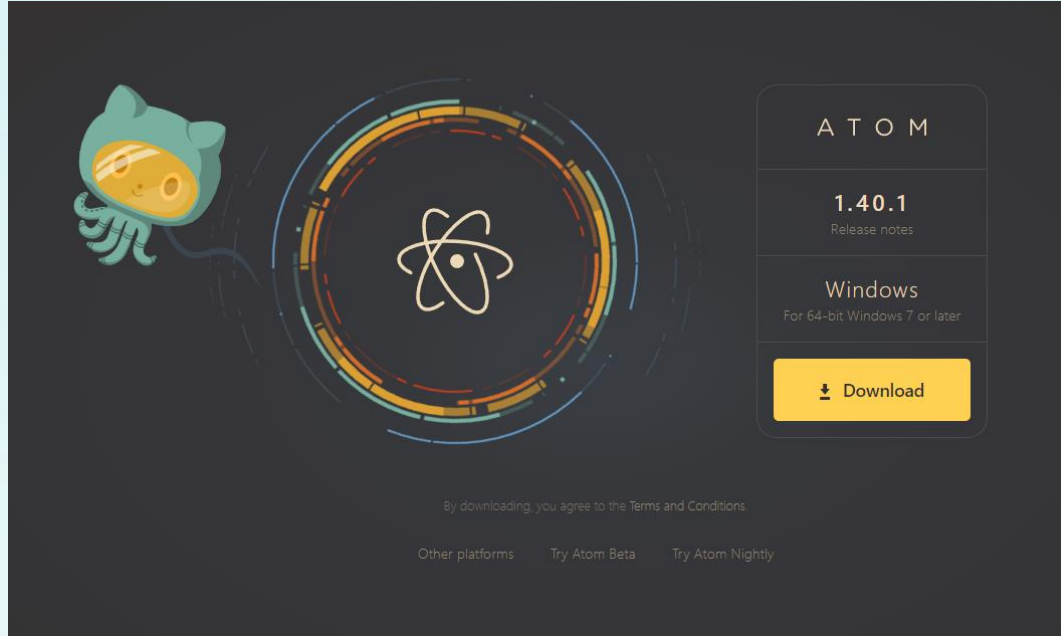 ATOM
1.40.1
Release notes
Windows
For 64-bit Windows 7 or later
Download
By downloading, you agree to the Terms and Conditions.
Other platforms Try Atom Beta Try Atom Nightly